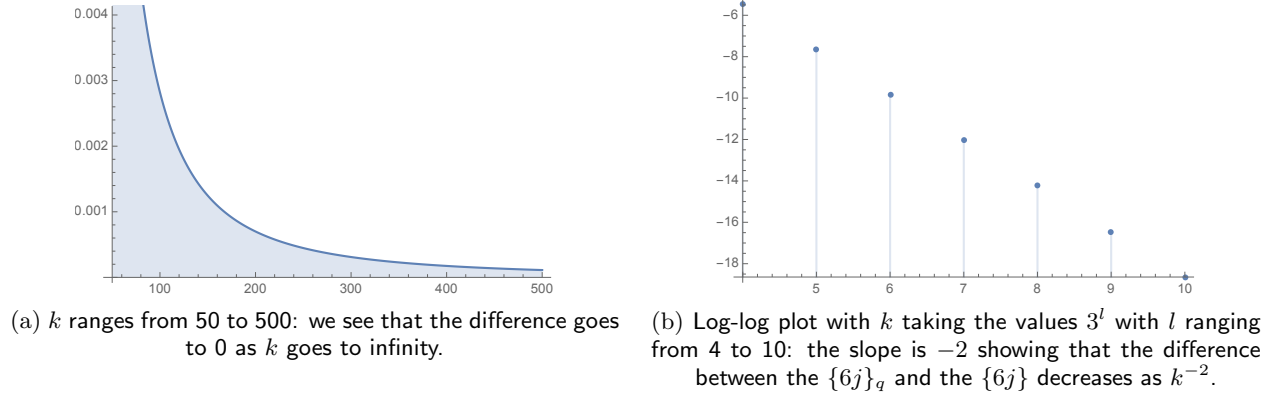 0.004
0.003
0.002
0.001
100 200 300 400 500
(a) k ranges from 50 to 500: we see that the difference goes
to 0 as k goes to infinity.
-6
-8
-10
-12
-14
-16
-18
5 6 7 8 9 10
(b) Log-log plot with k taking the values 3^l with l ranging
from 4 to 10: the slope is −2 showing that the difference
between the {6j}_q and the {6j} decreases as k^{−2}.